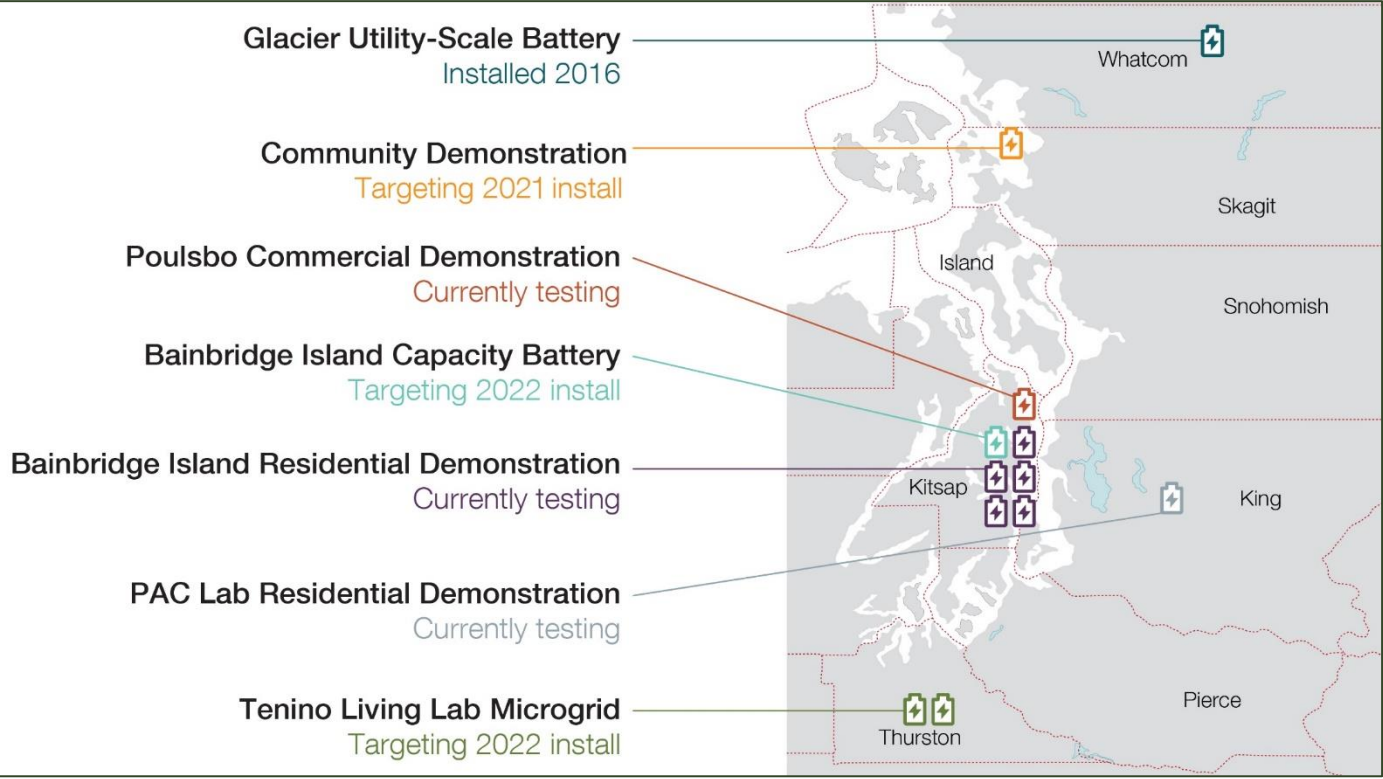 Glacier Utility-Scale Battery
Installed 2016
Whatcom
Community Demonstration
Targeting 2021 install
Skagit
Poulsbo Commercial Demonstration
Currently testing
Island
Snohomish
Bainbridge Island Capacity Battery
Targeting 2022 install
Bainbridge Island Residential Demonstration
Currently testing
Kitsap
King
PAC Lab Residential Demonstration
Currently testing
Tenino Living Lab Microgrid
Targeting 2022 install
Thurston
Pierce